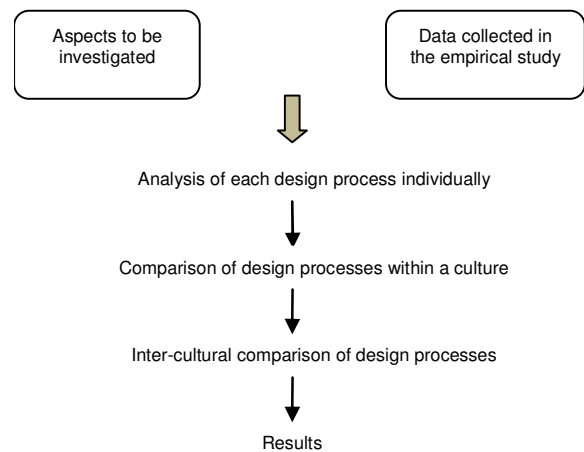 Aspects to be
investigated
Data collected in
the empirical study
Analysis of each design process individually
Comparison of design processes within a culture
Inter-cultural comparison of design processes
Results